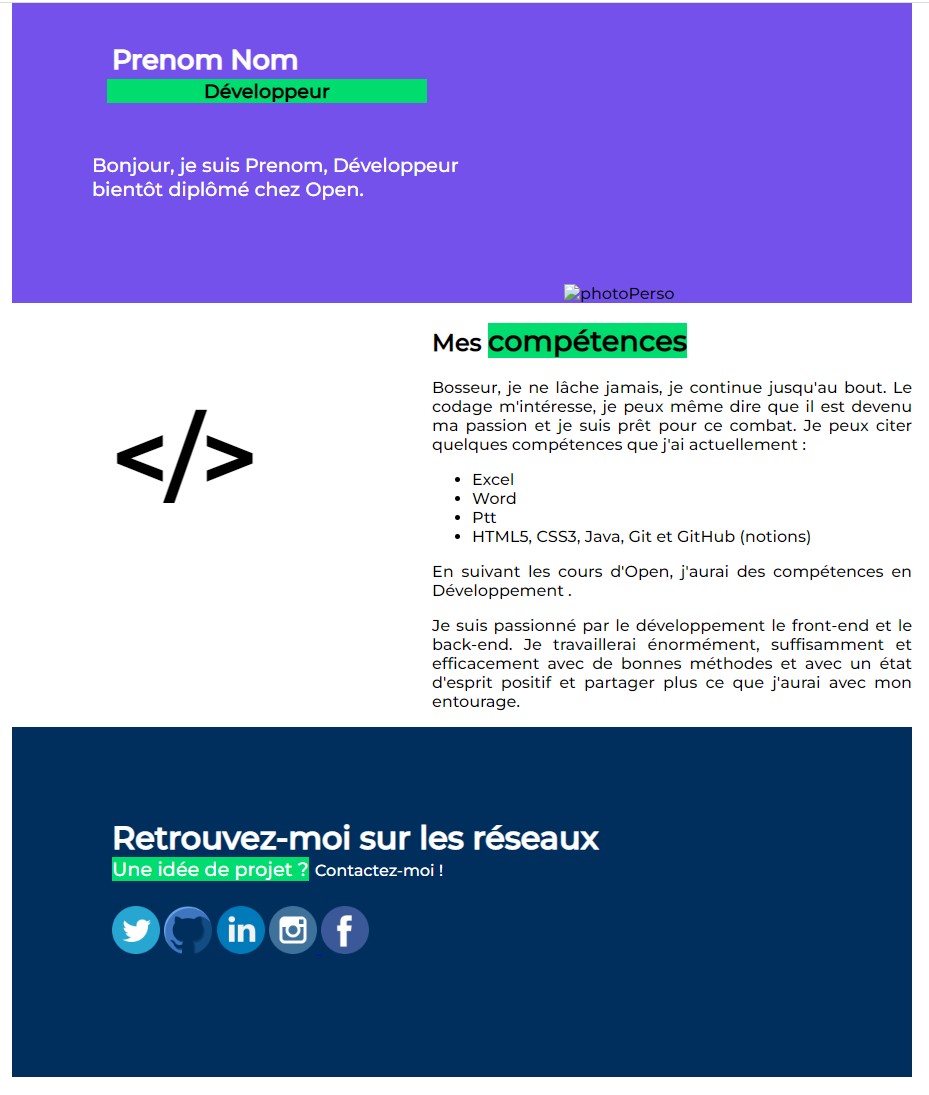 Prenom Nom
Développeur
Bonjour, je suis Prenom, Développeur
bientôt diplômé chez Open.
photoPerso
Mes compétences
Bosseur, je ne lâche jamais, je continue jusqu'au bout. Le
codage m'intéresse, je peux même dire que il est devenu
ma passion et je suis prêt pour ce combat. Je peux citer
quelques compétences que j'ai actuellement :
</>
• Excel
• Word
• Ptt
• HTML5, CSS3, Java, Git et GitHub (notions)
En suivant les cours d'Open, j'aurai des compétences en
Développement .
Je suis passionné par le développement le front-end et le
back-end. Je travaillerai énormément, suffisamment et
efficacement avec de bonnes méthodes et avec un état
d'esprit positif et partager plus ce que j'aurai avec mon
entourage.
Retrouvez-moi sur les réseaux
Une idée de projet ? Contactez-moi !